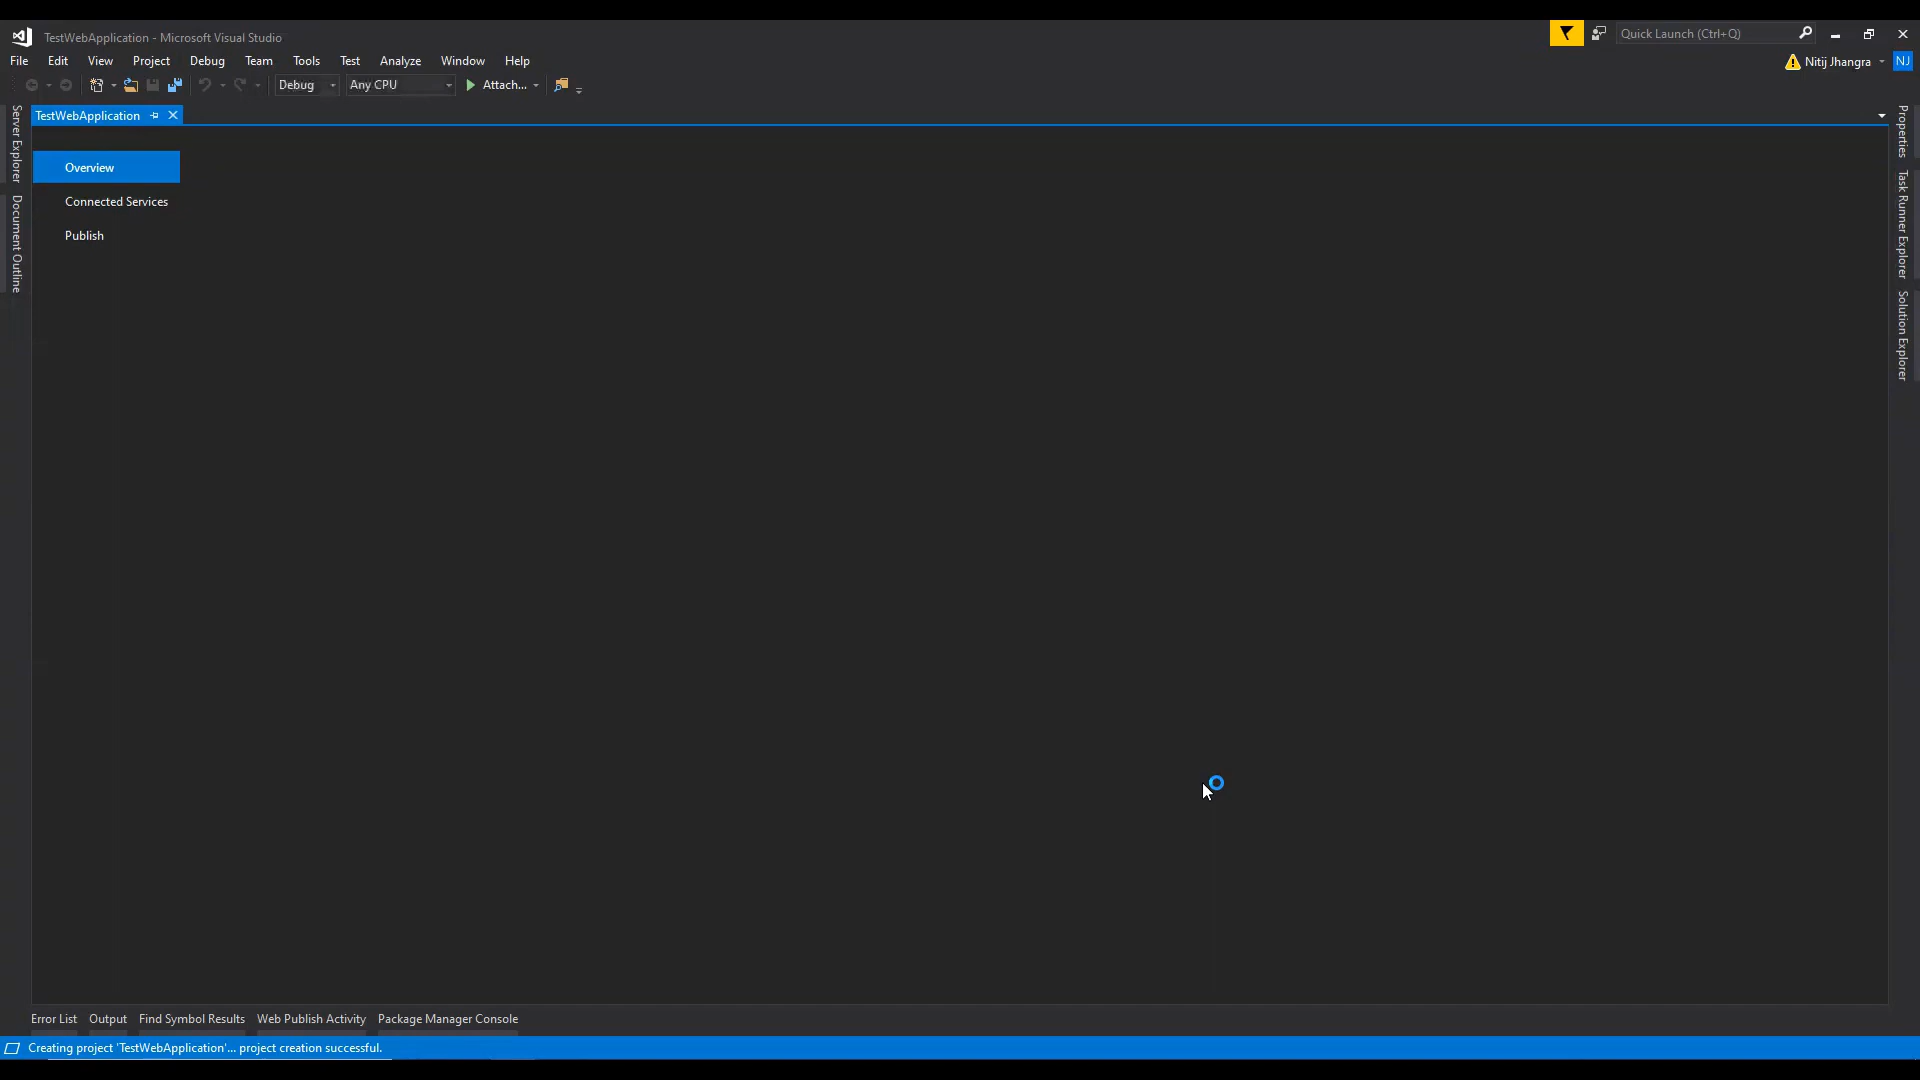 TestWebApplication - Microsoft Visual Studio
Quick Launch (Ctrl+Q)
File Edit View Project Debug Team Tools Test Analyze Window Help
Nitij Jhangra NJ
Debug Any CPU Attach...
TestWebApplication
Server Explorer
Document Outline
Overview
Connected Services
Publish
Properties
Task Runner Explorer
Solution Explorer
Error List Output Find Symbol Results Web Publish Activity Package Manager Console
Creating project 'TestWebApplication'... project creation successful.